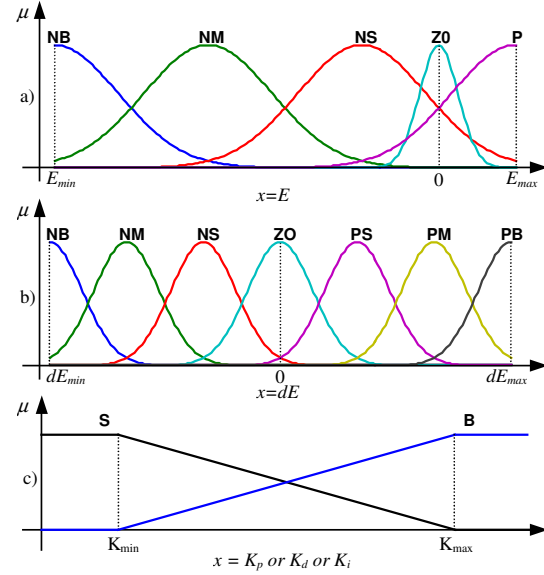 μ
NB NM NS Z0 P
a)
E_min 0 E_max
x=E
μ
NB NM NS ZO PS PM PB
b)
dE_min 0 dE_max
x=dE
μ
S B
c)
K_min K_max
x = K_p or K_d or K_i